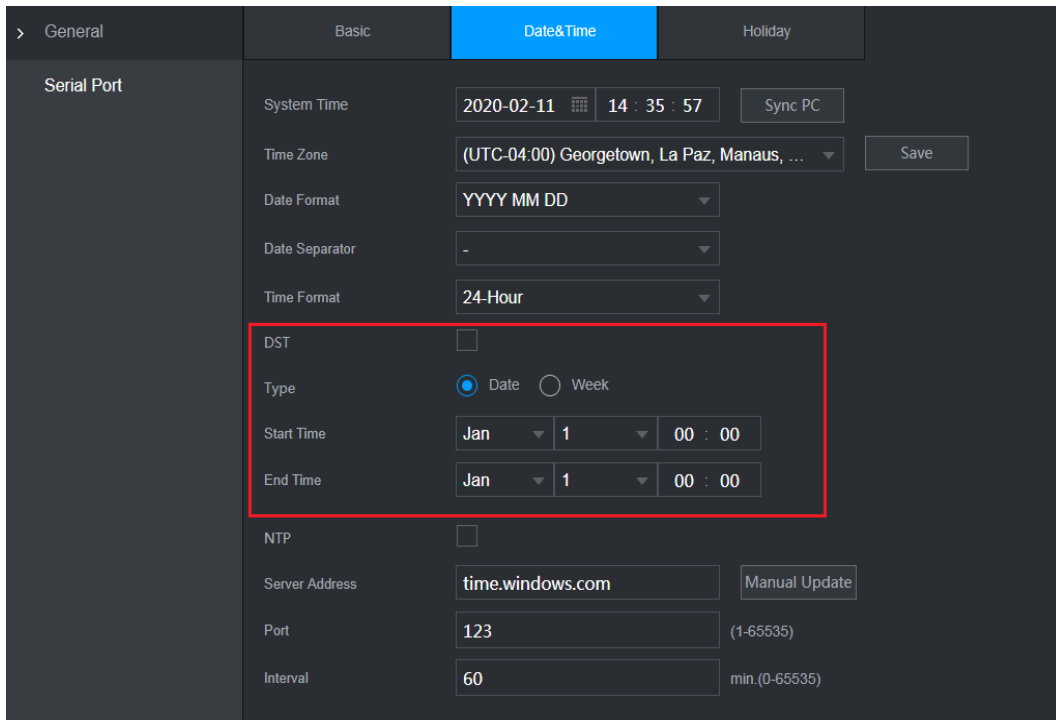 General
Basic
Date&Time
Holiday
Serial Port
System Time
2020-02-11
14 : 35 : 57
Sync PC
Time Zone
(UTC-04:00) Georgetown, La Paz, Manaus, ...
Save
Date Format
YYYY MM DD
Date Separator
-
Time Format
24-Hour
DST
Type
Date
Week
Start Time
Jan
1
00 : 00
End Time
Jan
1
00 : 00
NTP
Server Address
time.windows.com
Manual Update
Port
123
(1-65535)
Interval
60
min.(0-65535)